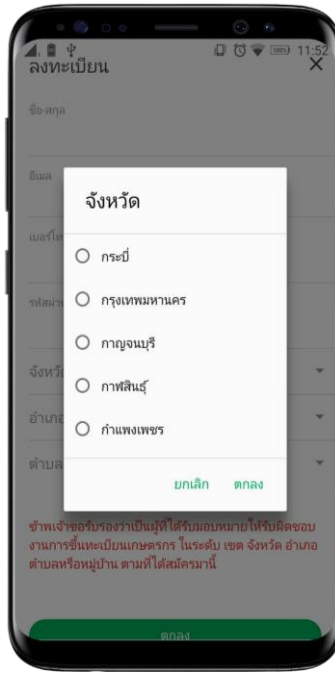 11:52
ลงทะเบียน
ชื่อ-สกุล
อีเมล
จังหวัด
เบอร์โท
กระบี่
รหัสผ่าน
กรุงเทพมหานคร
กาญจนบุรี
จังหวัด
กาฬสินธุ์
อำเภอ
กำแพงเพชร
ตำบล
ยกเลิก ตกลง
ข้าพเจ้าขอรับรองว่าเป็นผู้ที่ได้รับมอบหมายให้รับผิดชอบ
งานการขึ้นทะเบียนเกษตรกร ในระดับ เขต จังหวัด อำเภอ
ตำบลหรือหมู่บ้าน ตามที่ได้สมัครมานี้
ตกลง